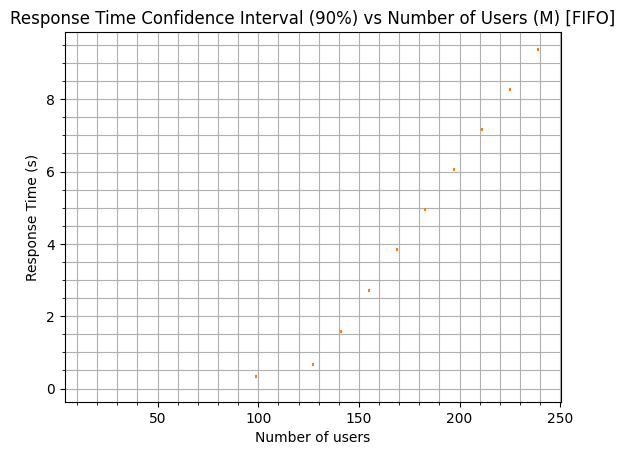 Response Time Confidence Interval (90%) vs Number of Users (M) [FIFO]
Response Time (s)
8
6
4
2
0
50 100 150 200 250
Number of users